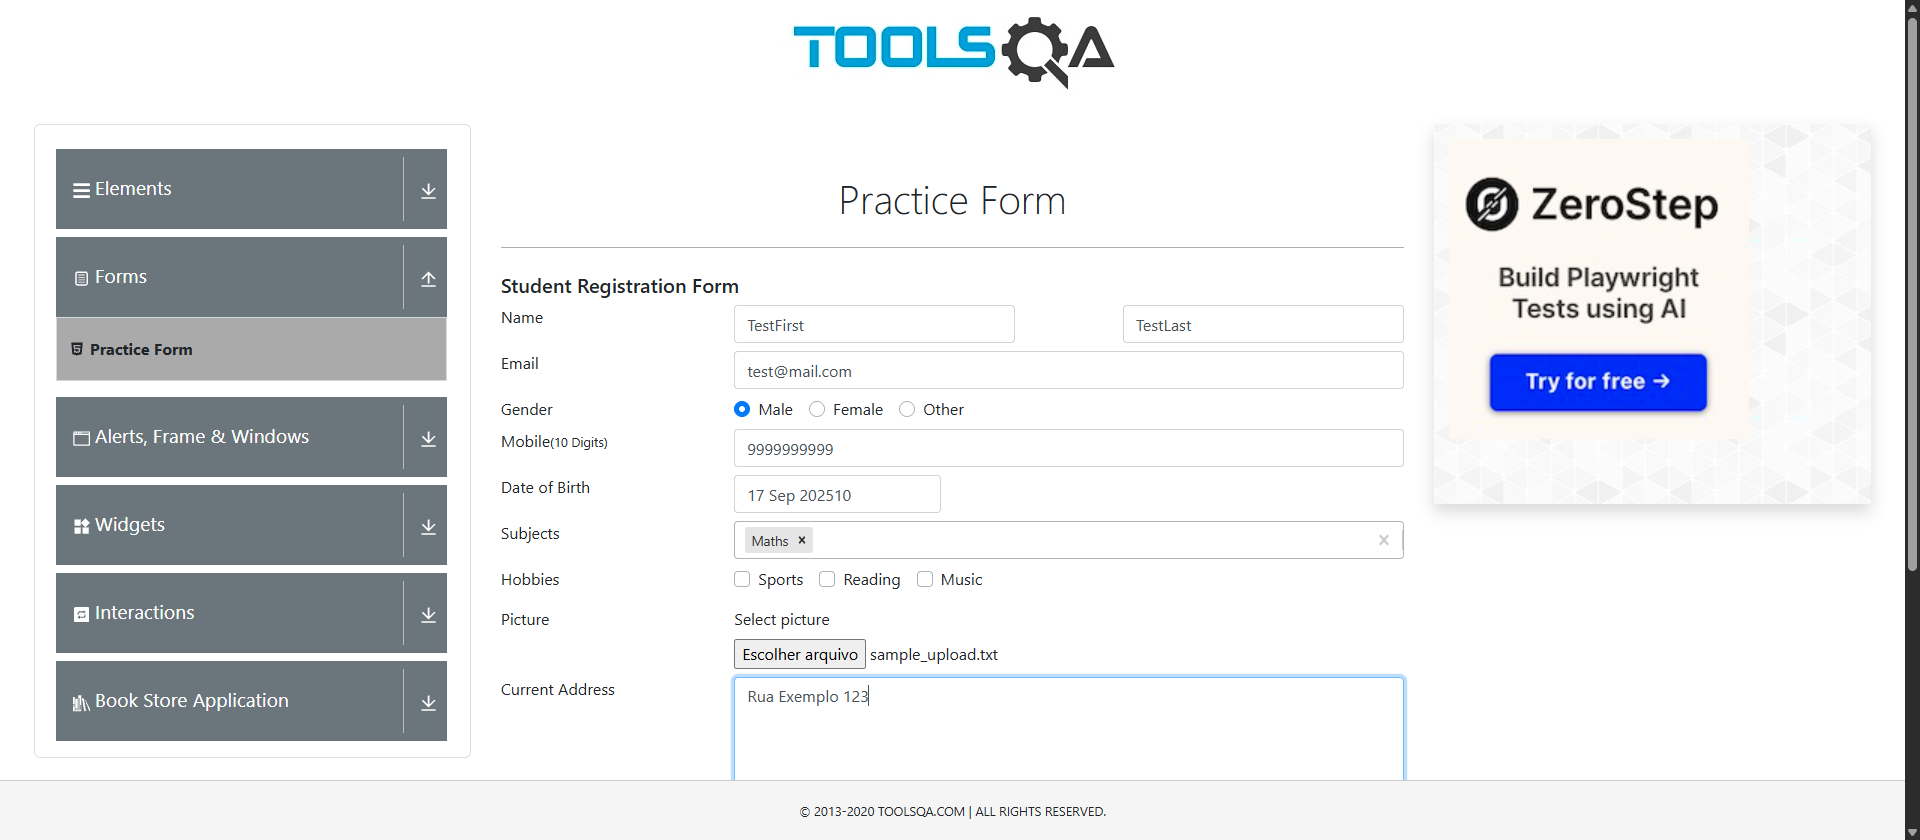 TOOLSQA
Elements
Forms
Practice Form
Alerts, Frame & Windows
Widgets
Interactions
Book Store Application
Practice Form
Student Registration Form
Name TestFirst TestLast
Email test@mail.com
Gender Male Female Other
Mobile(10 Digits) 9999999999
Date of Birth 17 Sep 202510
Subjects Maths ×
Hobbies Sports Reading Music
Picture Select picture
Escolher arquivo sample_upload.txt
Current Address Rua Exemplo 123
ZeroStep
Build Playwright
Tests using AI
Try for free →
© 2013-2020 TOOLSQA.COM | ALL RIGHTS RESERVED.